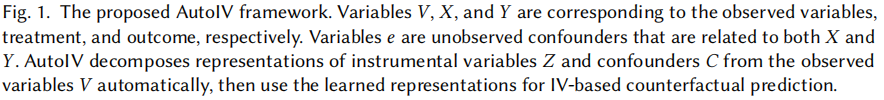 Fig. 1. The proposed AutoIV framework. Variables V, X, and Y are corresponding to the observed variables,
treatment, and outcome, respectively. Variables e are unobserved confounders that are related to both X and
Y. AutoIV decomposes representations of instrumental variables Z and confounders C from the observed
variables V automatically, then use the learned representations for IV-based counterfactual prediction.